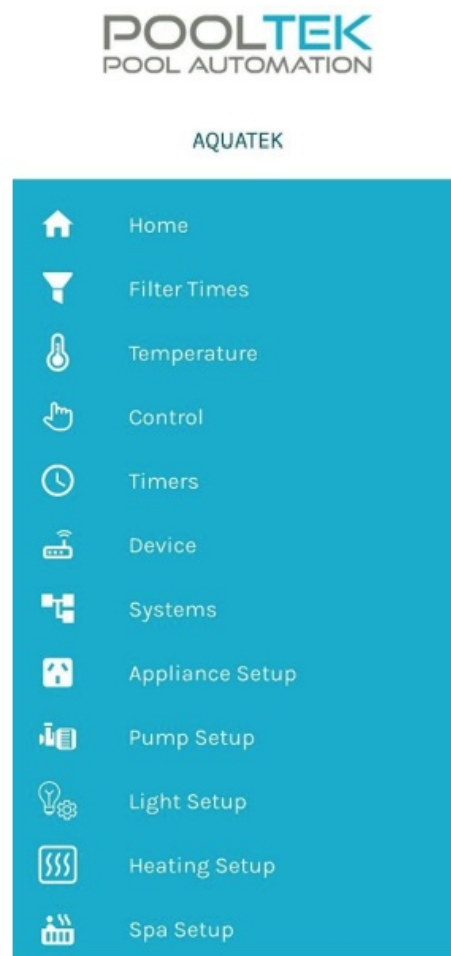 POOLTEK
POOL AUTOMATION
AQUATEK
Home
Filter Times
Temperature
Control
Timers
Device
Systems
Appliance Setup
Pump Setup
Light Setup
Heating Setup
Spa Setup